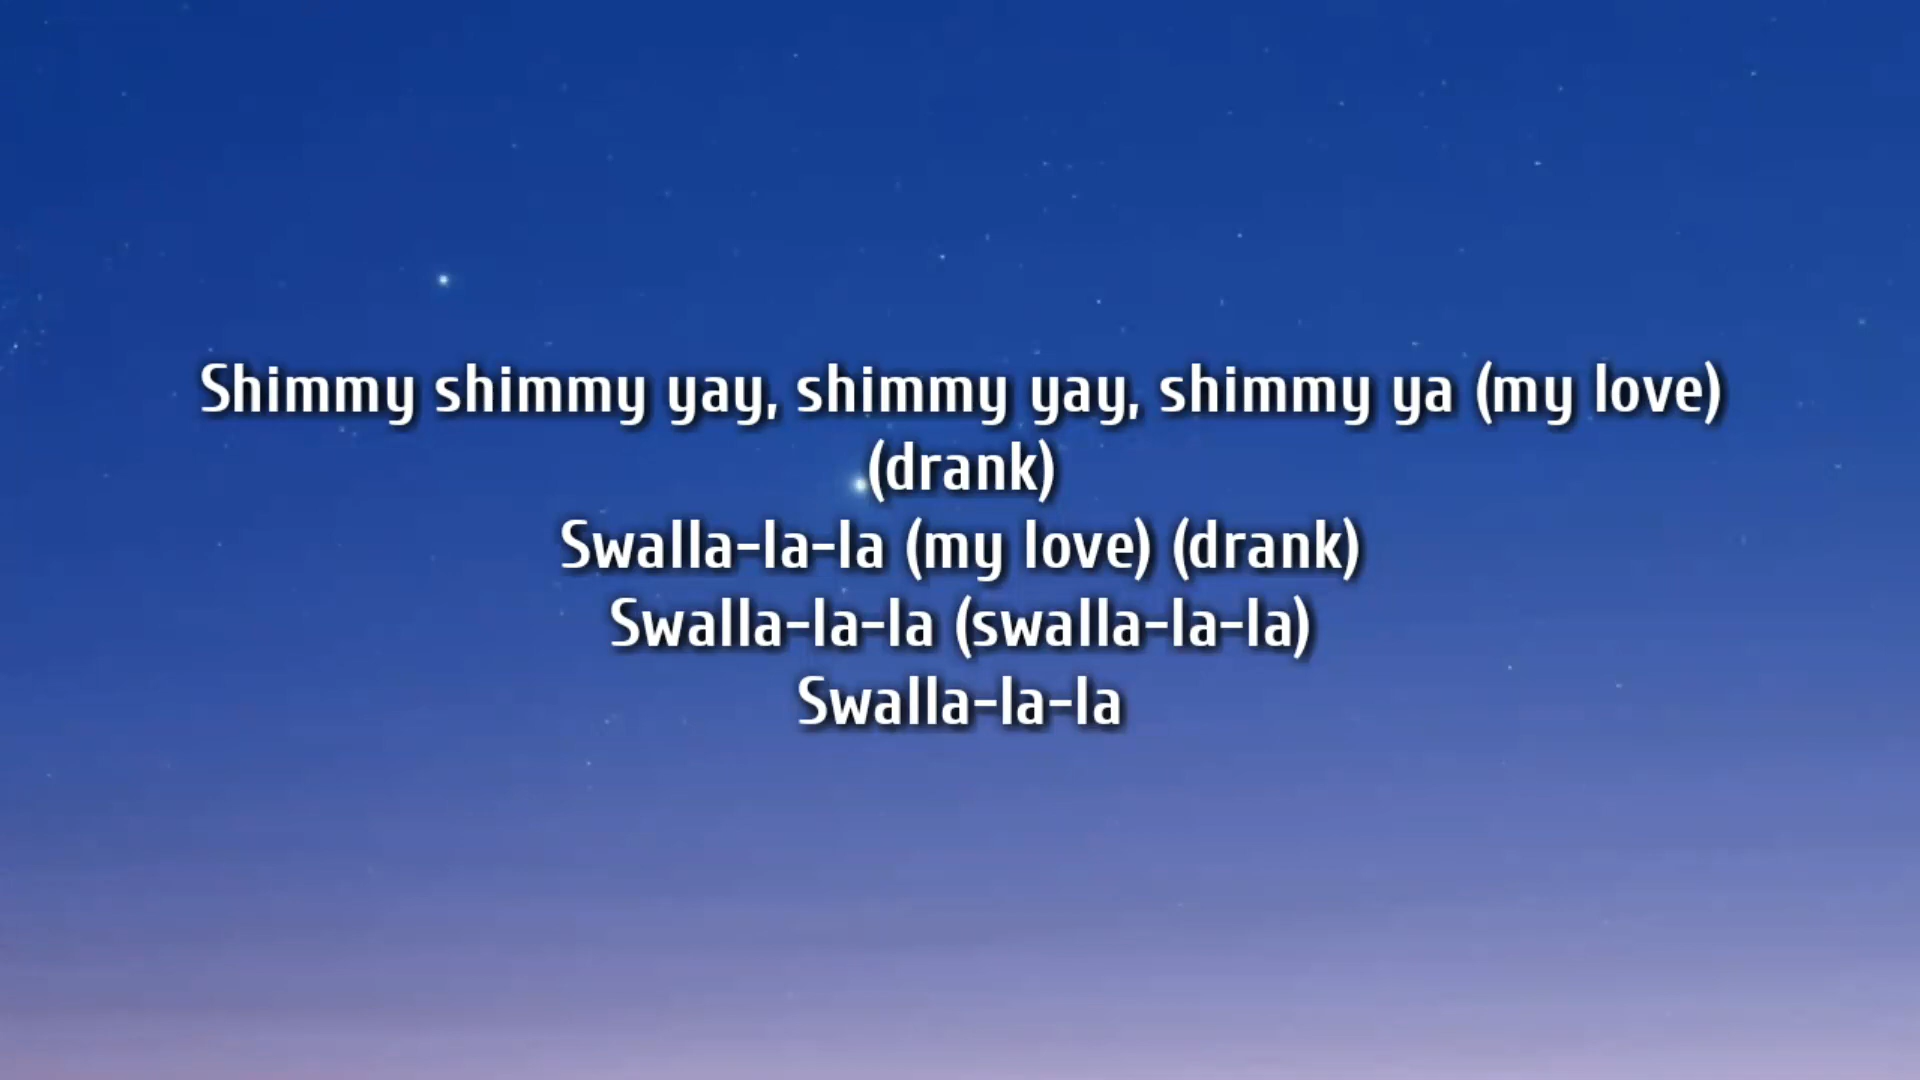 Shimmy shimmy yay, shimmy yay, shimmy ya (my love)
(drank)
Swalla-la-la (my love) (drank)
Swalla-la-la (swalla-la-la)
Swalla-la-la